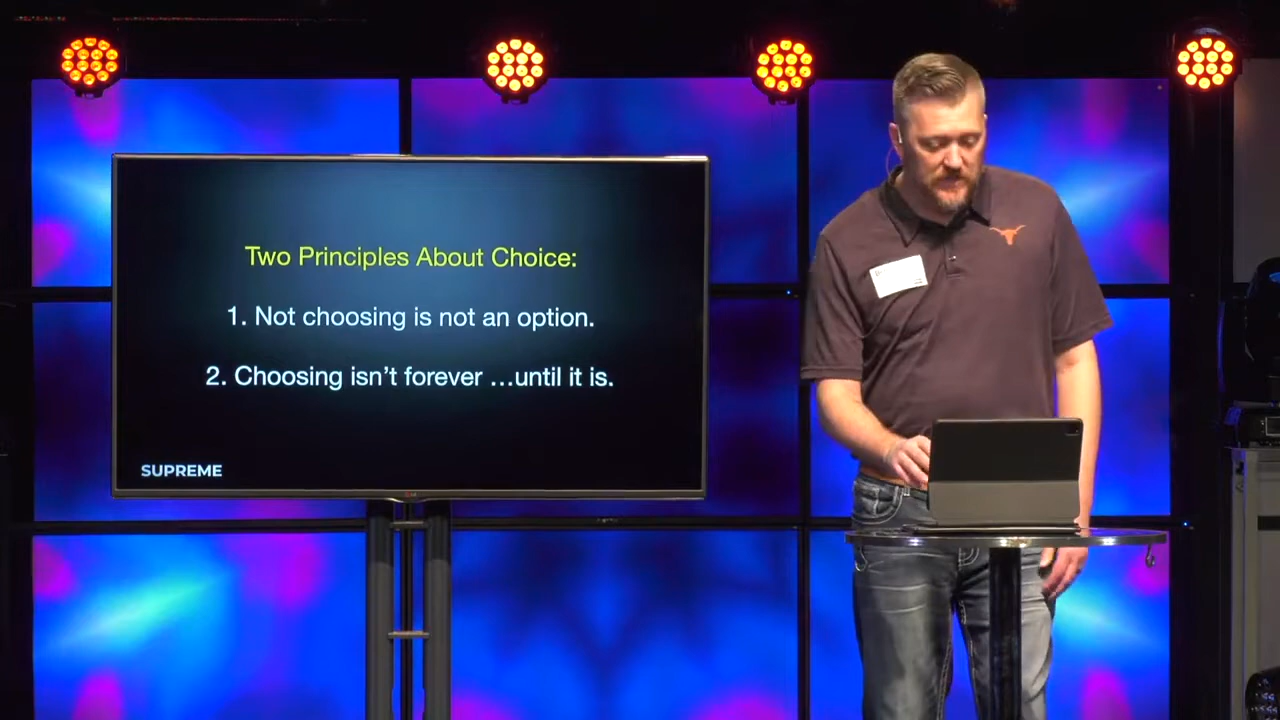 Two Principles About Choice:
1. Not choosing is not an option.
2. Choosing isn't forever ...until it is.
SUPREME